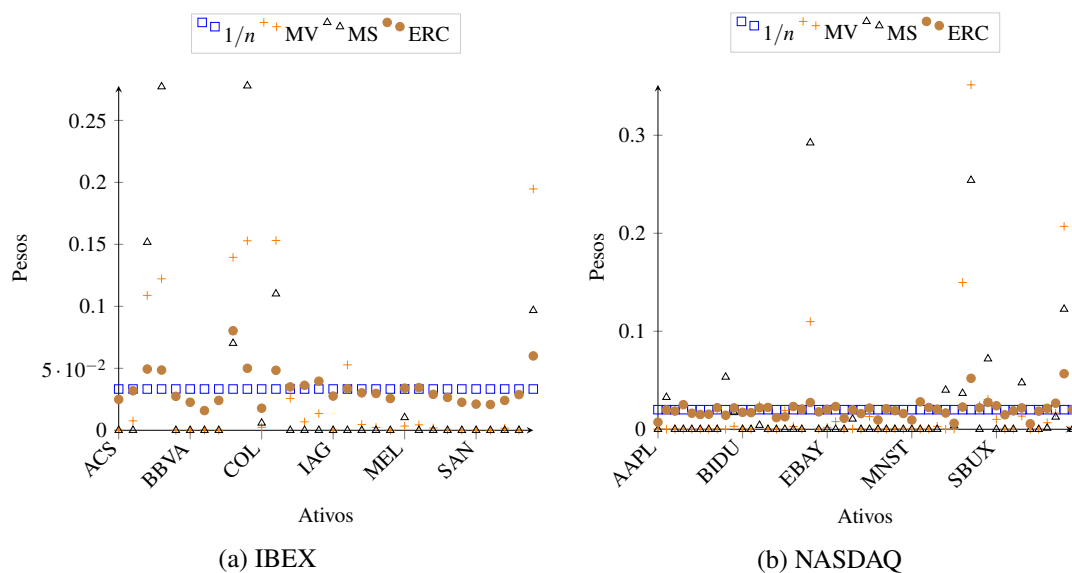 1/n MV MS ERC
0.25
0.2
0.15
0.1
5 · 10⁻²
0
Pesos
ACS BBVA COL IAG MEL SAN
Ativos
(a) IBEX
1/n MV MS ERC
0.3
0.2
0.1
0
Pesos
AAPL BIDU EBAY MNST SBUX
Ativos
(b) NASDAQ